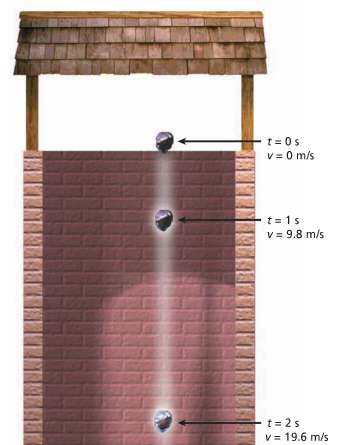 t = 0 s
v = 0 m/s
t = 1 s
v = 9.8 m/s
t = 2 s
v = 19.6 m/s